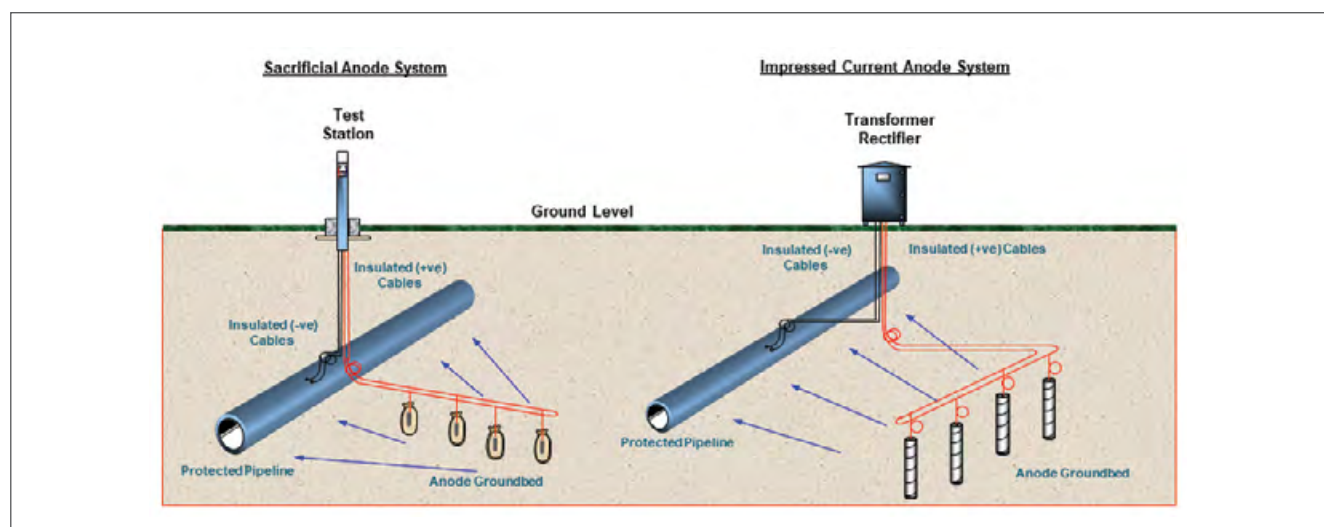 Sacrificial Anode System
Impressed Current Anode System
Test
Station
Transformer
Rectifier
Ground Level
Insulated (+ve)
Cables
Insulated (-ve)
Cables
Protected Pipeline
Anode Groundbed
Insulated (-ve)
Cables
Insulated (+ve) Cables
Protected Pipeline
Anode Groundbed